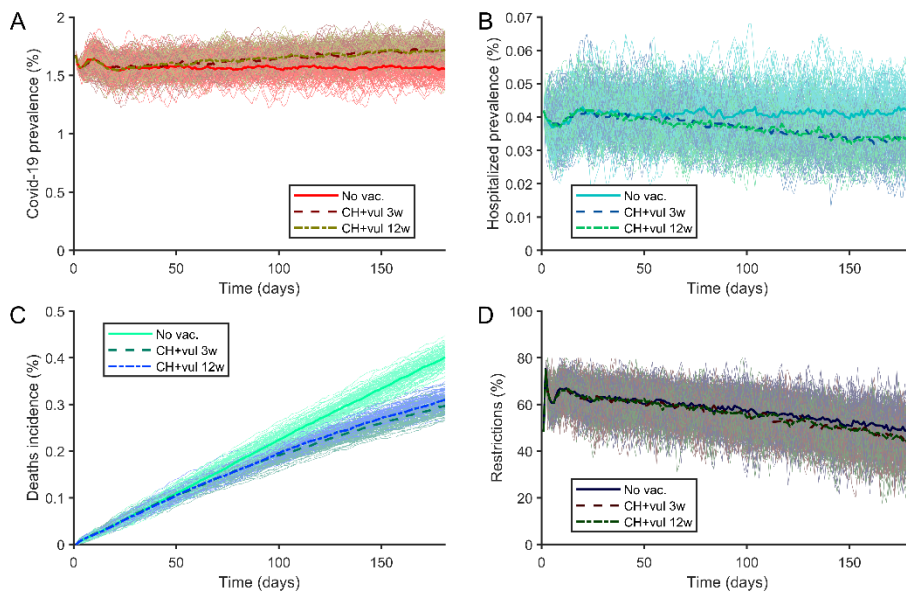 A
Covid-19 prevalence (%)
2
1.5
1
0.5
0
0
50
100
150
Time (days)
No vac.
CH+vul 3w
CH+vul 12w
B
Hospitalized prevalence (%)
0.07
0.06
0.05
0.04
0.03
0.02
0.01
0
0
50
100
150
Time (days)
No vac.
CH+vul 3w
CH+vul 12w
C
Deaths incidence (%)
0.5
0.4
0.3
0.2
0.1
0
0
50
100
150
Time (days)
No vac.
CH+vul 3w
CH+vul 12w
D
Restrictions (%)
100
80
60
40
20
0
0
50
100
150
Time (days)
No vac.
CH+vul 3w
CH+vul 12w